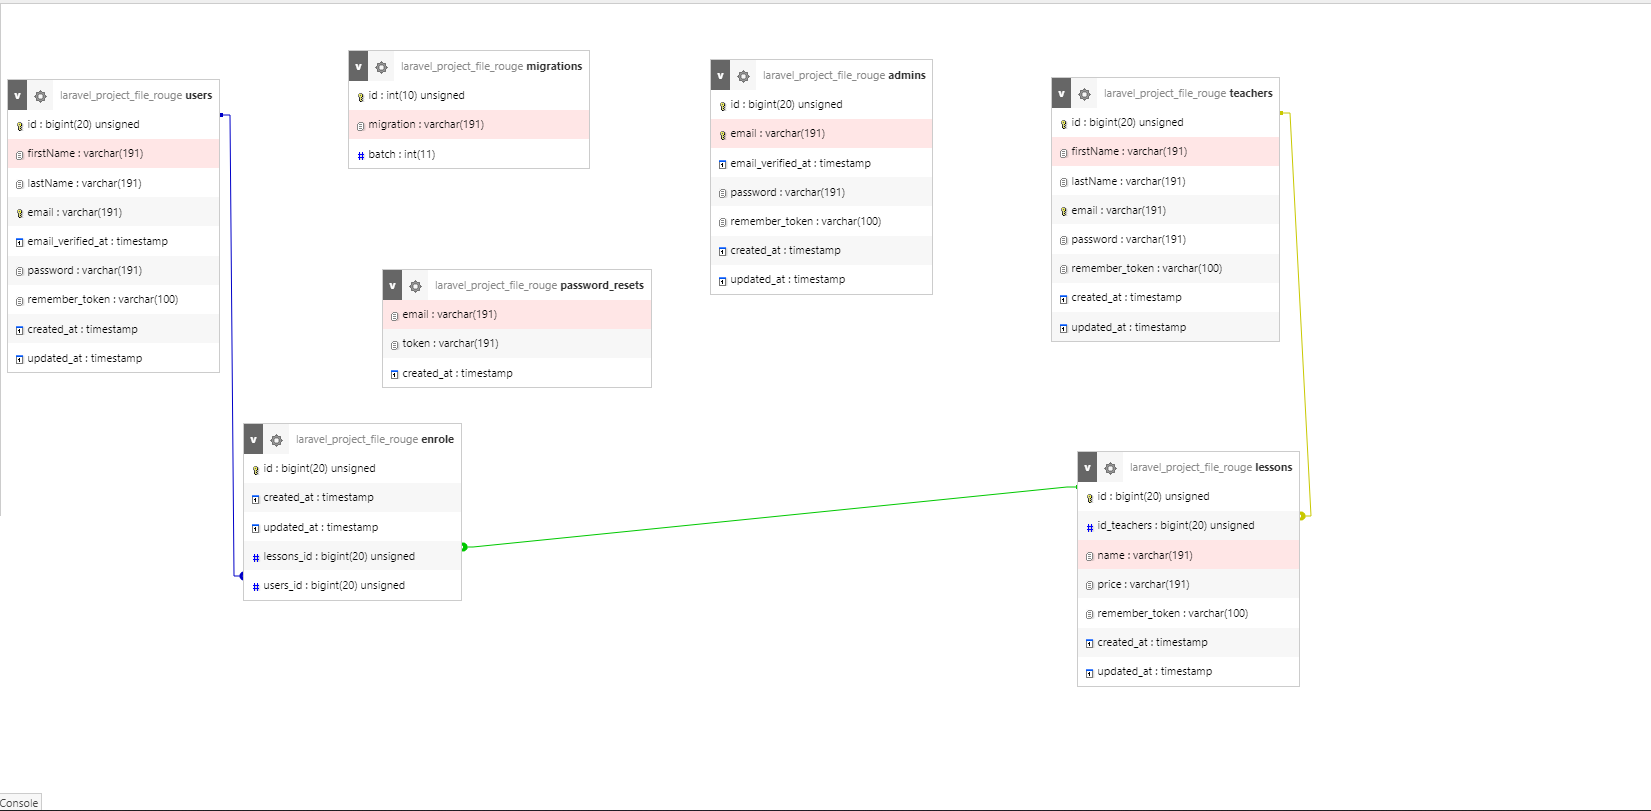 v laravel_project_file_rouge users
id : bigint(20) unsigned
firstName : varchar(191)
lastName : varchar(191)
email : varchar(191)
email_verified_at : timestamp
password : varchar(191)
remember_token : varchar(100)
created_at : timestamp
updated_at : timestamp
v laravel_project_file_rouge migrations
id : int(10) unsigned
migration : varchar(191)
# batch : int(11)
v laravel_project_file_rouge admins
id : bigint(20) unsigned
email : varchar(191)
email_verified_at : timestamp
password : varchar(191)
remember_token : varchar(100)
created_at : timestamp
updated_at : timestamp
v laravel_project_file_rouge teachers
id : bigint(20) unsigned
firstName : varchar(191)
lastName : varchar(191)
email : varchar(191)
password : varchar(191)
remember_token : varchar(100)
created_at : timestamp
updated_at : timestamp
v laravel_project_file_rouge password_resets
email : varchar(191)
token : varchar(191)
created_at : timestamp
v laravel_project_file_rouge enrole
id : bigint(20) unsigned
created_at : timestamp
updated_at : timestamp
# lessons_id : bigint(20) unsigned
# users_id : bigint(20) unsigned
v laravel_project_file_rouge lessons
id : bigint(20) unsigned
# id_teachers : bigint(20) unsigned
name : varchar(191)
price : varchar(191)
remember_token : varchar(100)
created_at : timestamp
updated_at : timestamp
Console